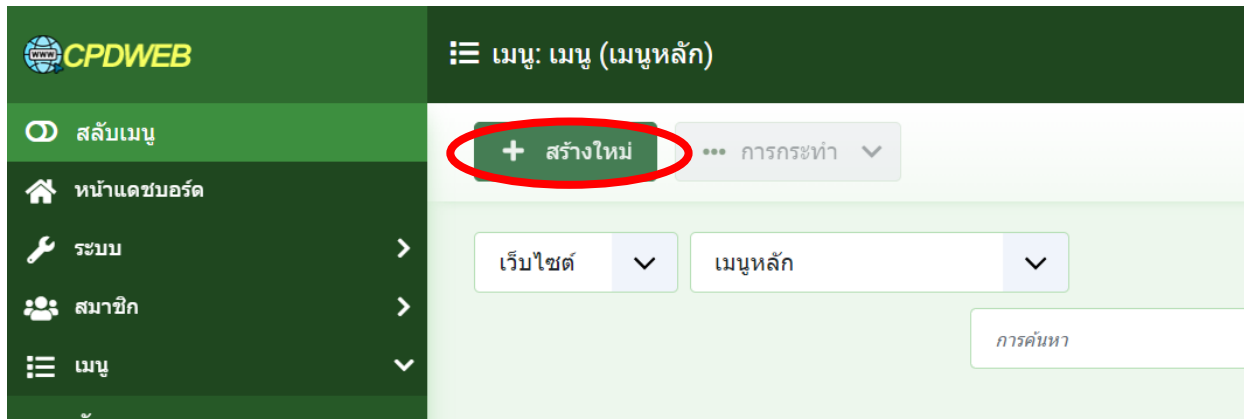 CPDWEB
เมนู: เมนู (เมนูหลัก)
สลับเมนู
+ สร้างใหม่
••• การกระทำ
หน้าแดชบอร์ด
ระบบ
เว็บไซต์
เมนูหลัก
สมาชิก
การค้นหา
เมนู